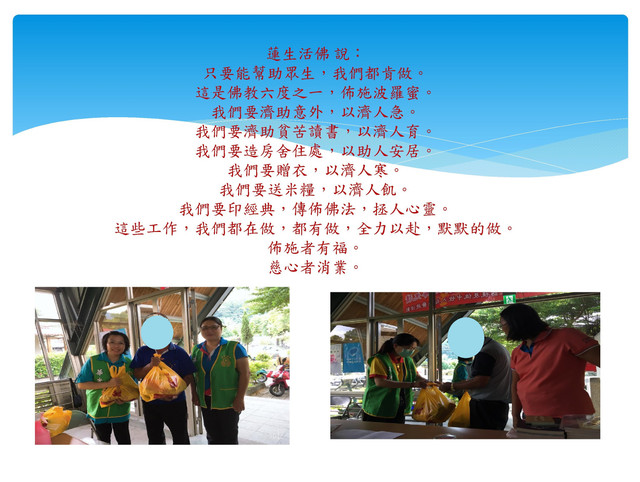 蓮生活佛 說：
只要能幫助眾生，我們都肯做。
這是佛教六度之一，佈施波羅蜜。
我們要濟助意外，以濟人急。
我們要濟助貧苦讀書，以濟人育。
我們要造房舍住處，以助人安居。
我們要贈衣，以濟人寒。
我們要送米糧，以濟人飢。
我們要印經典，傳佈佛法，拯人心靈。
這些工作，我們都在做，都有做，全力以赴，默默的做。
佈施者有福。
慈心者消業。